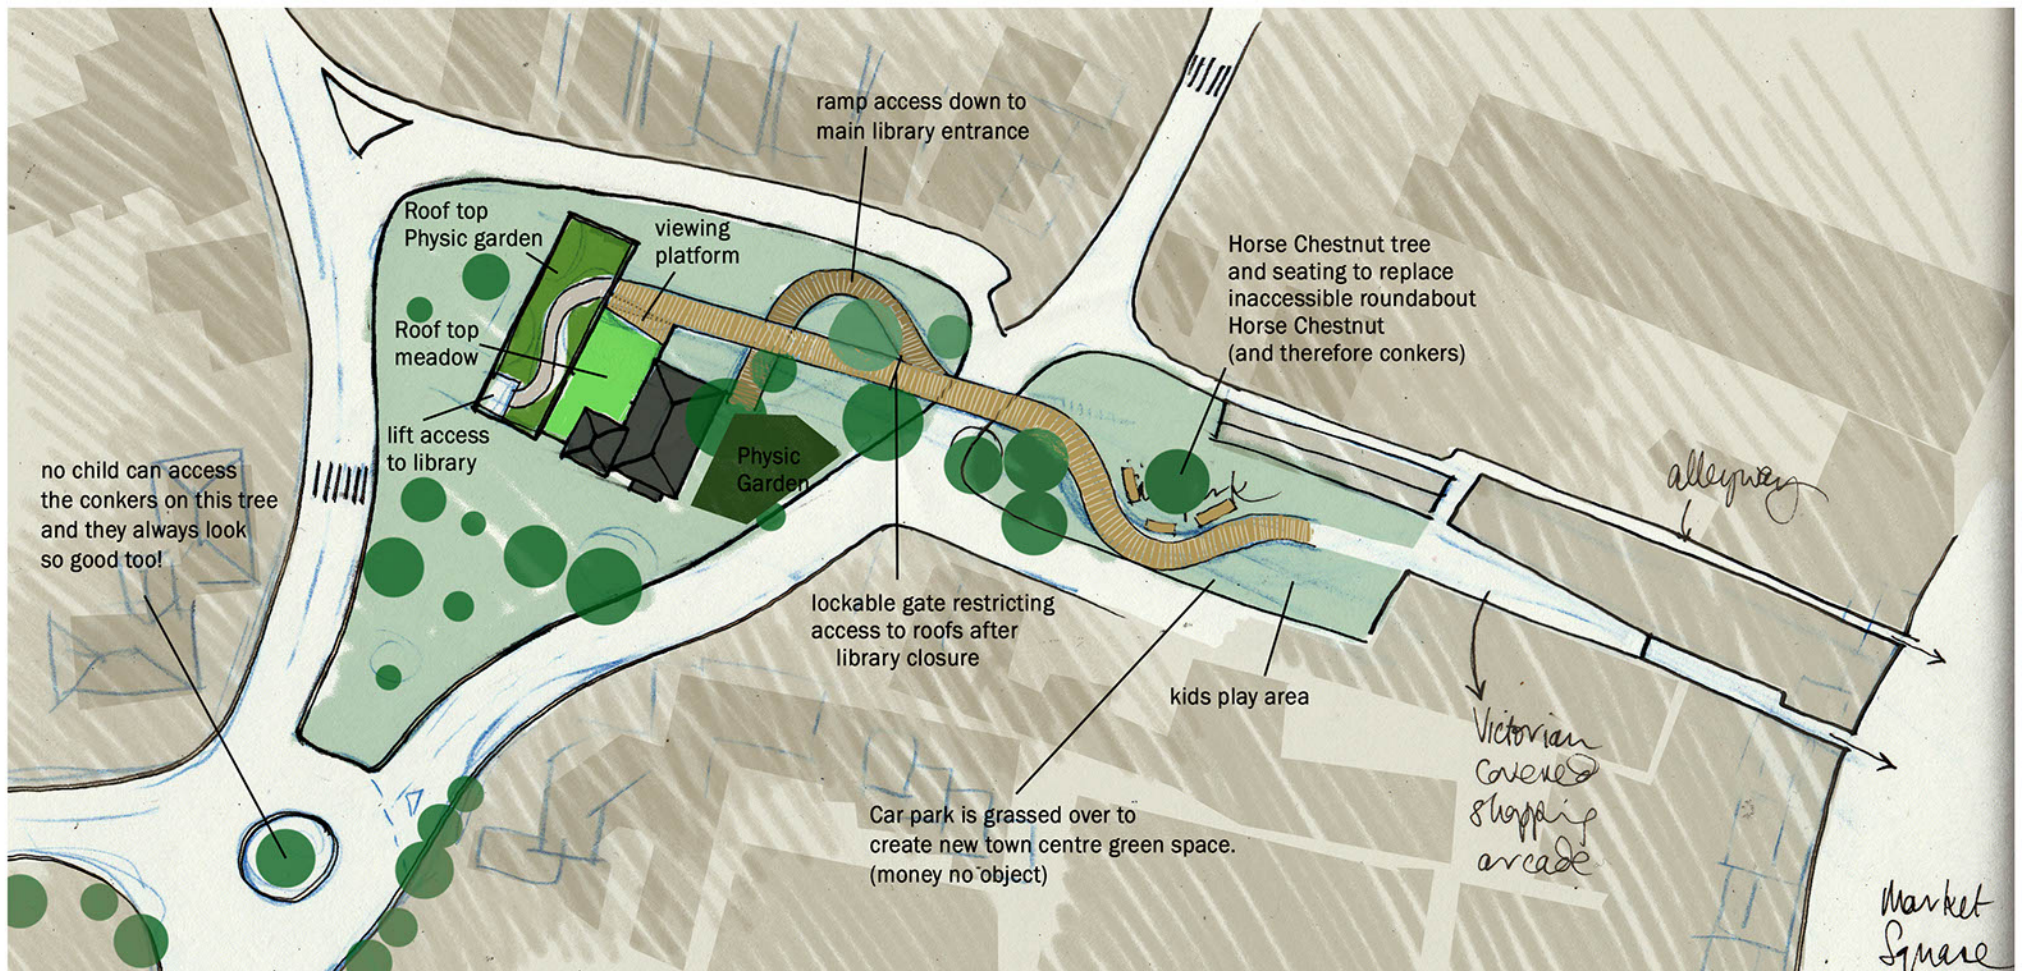 ramp access down to
main library entrance
Roof top
Physic garden
viewing
platform
Horse Chestnut tree
and seating to replace
inaccessible roundabout
Horse Chestnut
(and therefore conkers)
Roof top
meadow
lift access
to library
Physic
Garden
no child can access
the conkers on this tree
and they always look
so good too!
alleyway
lockable gate restricting
access to roofs after
library closure
kids play area
Victorian
covered
shopping
arcade
Car park is grassed over to
create new town centre green space.
(money no object)
Market
Square